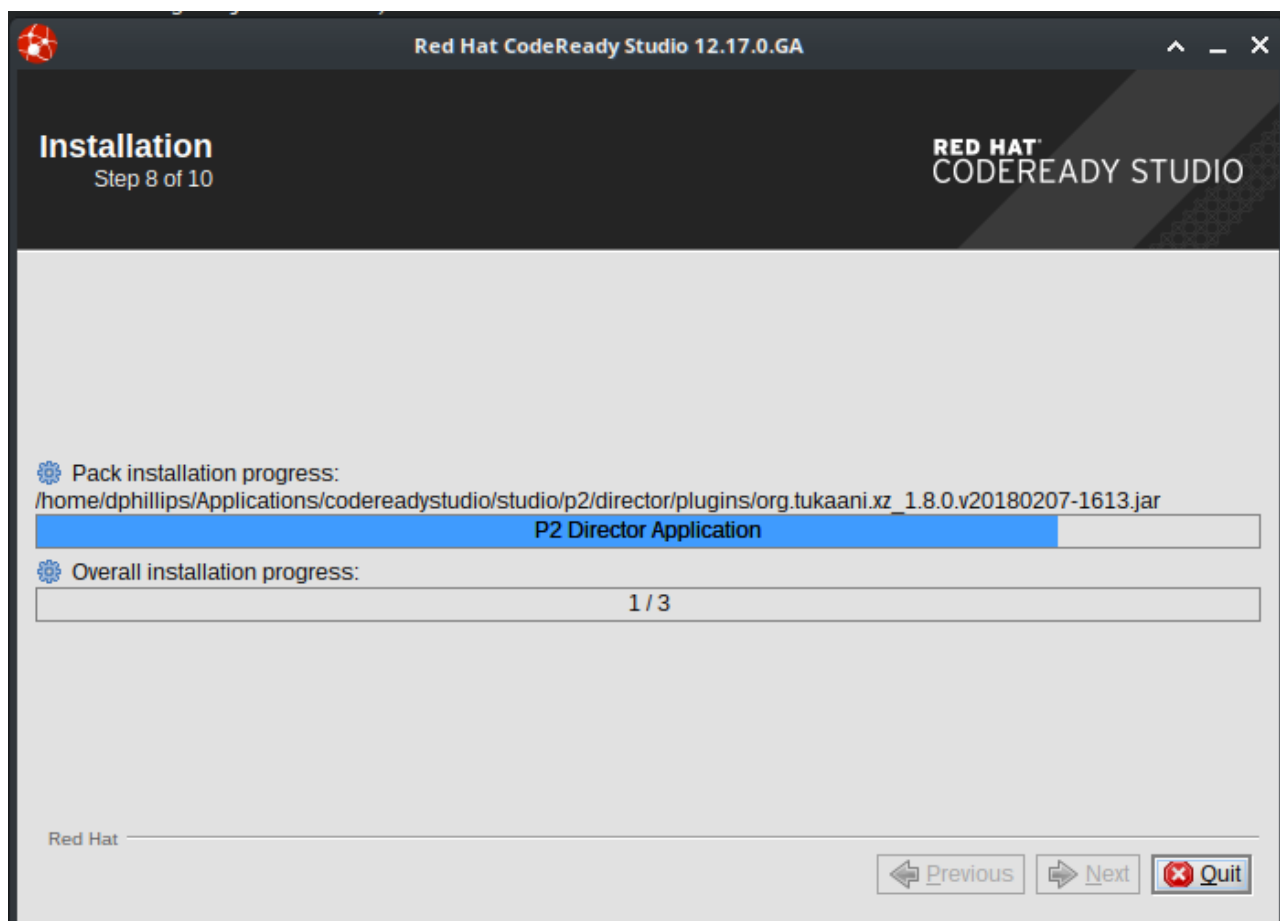 Red Hat CodeReady Studio 12.17.0.GA
Installation
Step 8 of 10
RED HAT
CODEREADY STUDIO
Pack installation progress:
/home/dphillips/Applications/codereadystudio/studio/p2/director/plugins/org.tukaani.xz_1.8.0.v20180207-1613.jar
P2 Director Application
Overall installation progress:
1 / 3
Red Hat
Previous
Next
Quit